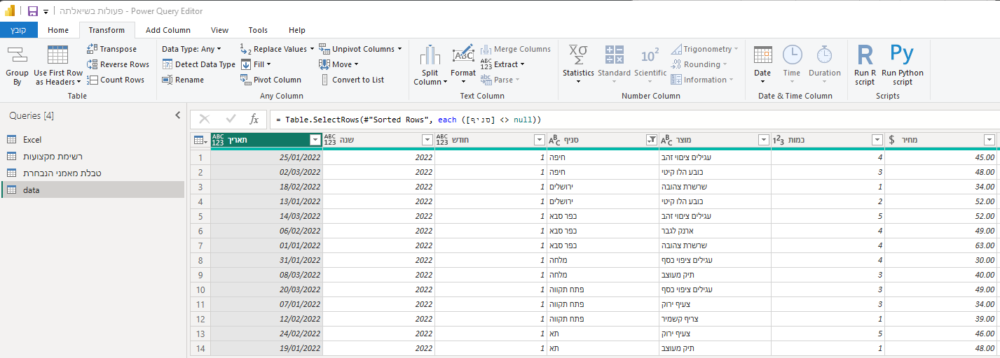 פעולות בשיאלתה - Power Query Editor
קובץ Home Transform Add Column View Tools Help
Group By
Use First Row as Headers
Transpose
Reverse Rows
Count Rows
Table
Data Type: Any
Detect Data Type
Rename
Replace Values
Fill
Pivot Column
Unpivot Columns
Move
Convert to List
Any Column
Split Column
Format
Merge Columns
Extract
Parse
Text Column
Statistics
Standard
Scientific
Trigonometry
Rounding
Information
Number Column
Date
Time
Duration
Date & Time Column
Run R script
Run Python script
Scripts
Queries [4]
Excel
רשימת מקצועות
טבלת מאמני הנבחרת
data
= Table.SelectRows(#"Sorted Rows", each ([סניף] <> null))
תאריך שנה חודש סניף מוצר כמות מחיר
1 25/01/2022 2022 1 חיפה עגילים ציםוי זהב 4 45.00
2 02/03/2022 2022 1 חיפה כובע הלו קיטי 3 48.00
3 18/02/2022 2022 1 ירושלים שרשרת צהובה 1 34.00
4 13/01/2022 2022 1 ירושלים כובע הלו קיטי 2 52.00
5 14/03/2022 2022 1 כפר סבא עגילים ציםוי זהב 5 52.00
6 06/02/2022 2022 1 כפר סבא ארנק לגבר 4 49.00
7 01/01/2022 2022 1 כפר סבא שרשרת צהובה 4 63.00
8 31/01/2022 2022 1 מלחה עגילים ציפוי כסף 4 30.00
9 08/03/2022 2022 1 מלחה תיק מעוצב 3 40.00
10 20/03/2022 2022 1 פתח תקווה עגילים ציפוי כסף 3 49.00
11 07/01/2022 2022 1 פתח תקווה צעיף ירוק 3 34.00
12 12/02/2022 2022 1 פתח תקווה צריף קשמיר 1 39.00
13 24/02/2022 2022 1 תא צעיף ירוק 5 46.00
14 19/01/2022 2022 1 תא תיק מעוצב 1 48.00